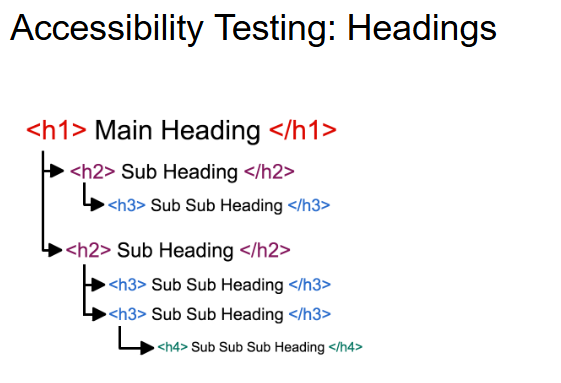 Accessibility Testing: Headings
<h1> Main Heading </h1>
<h2> Sub Heading </h2>
<h3> Sub Sub Heading </h3>
<h2> Sub Heading </h2>
<h3> Sub Sub Heading </h3>
<h3> Sub Sub Heading </h3>
<h4> Sub Sub Sub Heading </h4>